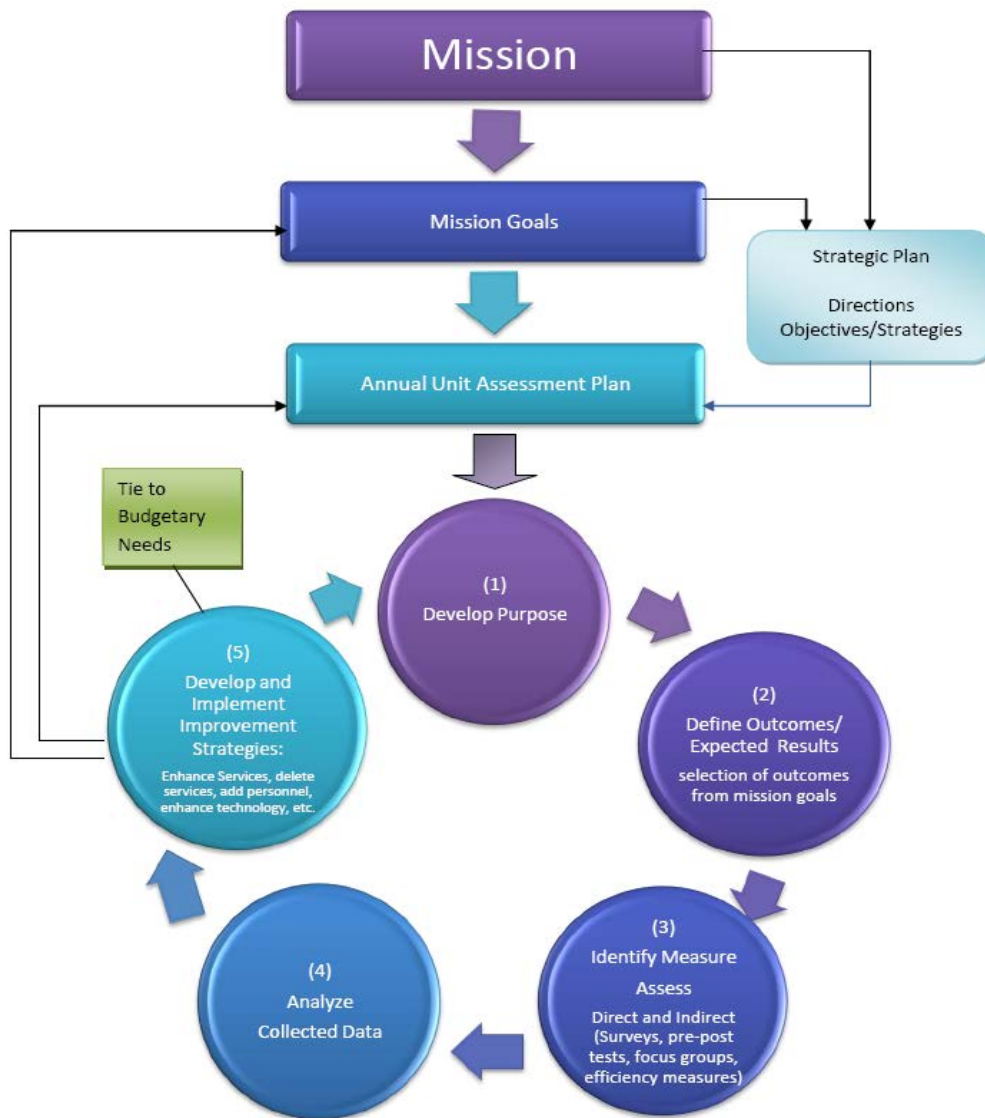 Mission
Mission Goals
Strategic Plan
Directions
Objectives/Strategies
Annual Unit Assessment Plan
Tie to
Budgetary
Needs
(1)
Develop Purpose
(2)
Define Outcomes/
Expected Results
selection of outcomes
from mission goals
(3)
Identify Measure
Assess
Direct and Indirect
(Surveys, pre-post
tests, focus groups,
efficiency measures)
(4)
Analyze
Collected Data
(5)
Develop and
Implement
Improvement
Strategies:
Enhance Services, delete
services, add personnel,
enhance technology, etc.